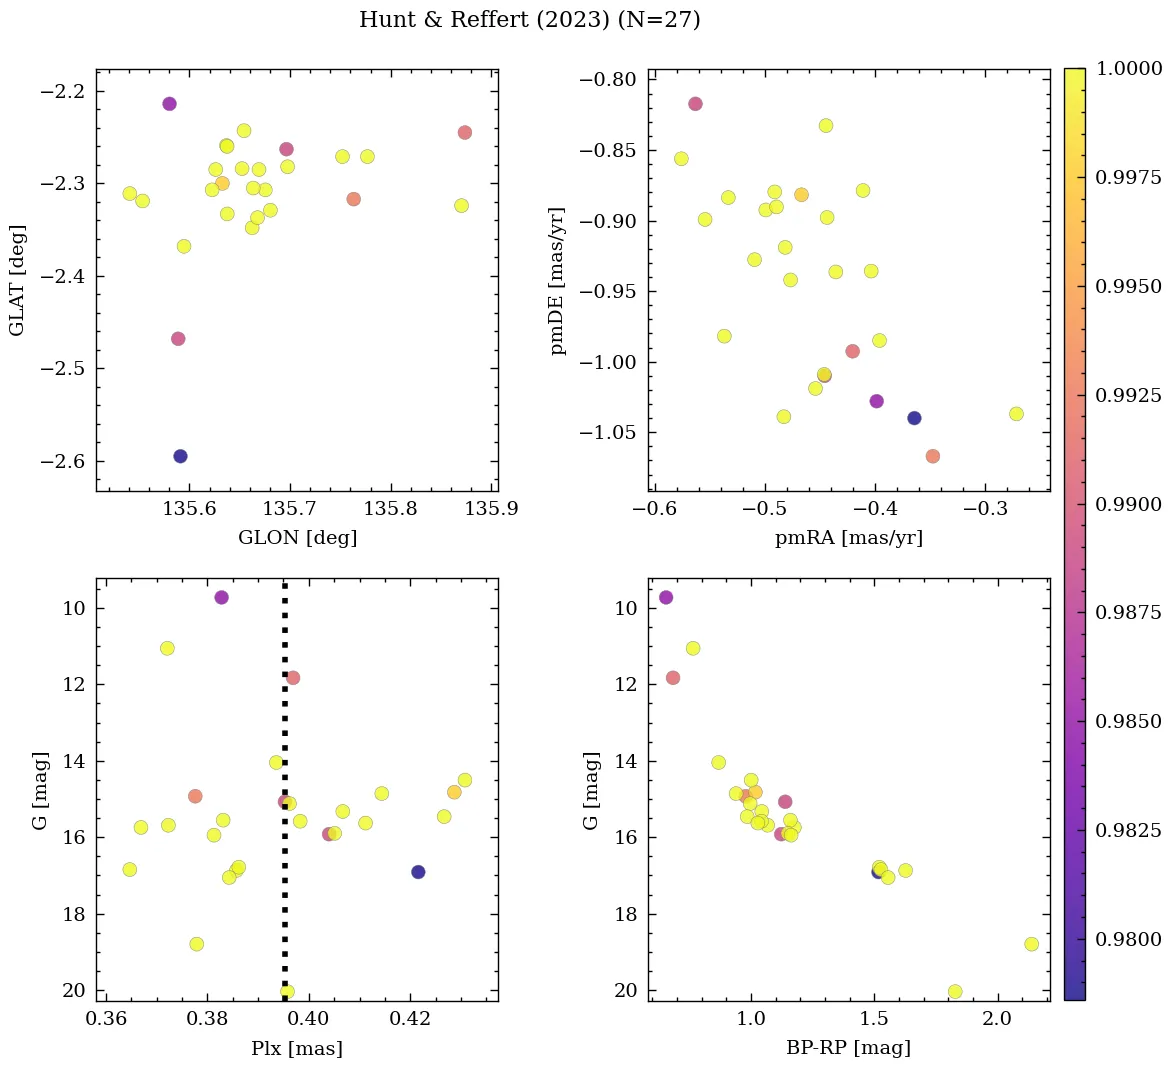 Hunt & Reffert (2023) (N=27)
−2.2
−2.3
−2.4
−2.5
−2.6
GLAT [deg]
135.6 135.7 135.8 135.9
GLON [deg]
−0.80
−0.85
−0.90
−0.95
−1.00
−1.05
pmDE [mas/yr]
−0.6 −0.5 −0.4 −0.3
pmRA [mas/yr]
10
12
14
16
18
20
G [mag]
0.36 0.38 0.40 0.42
Plx [mas]
10
12
14
16
18
20
G [mag]
1.0 1.5 2.0
BP-RP [mag]
1.0000
0.9975
0.9950
0.9925
0.9900
0.9875
0.9850
0.9825
0.9800